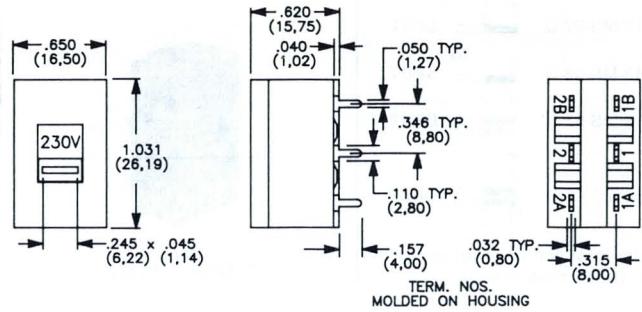 .650
(16,50)
230V
1.031
(26,19)
.245 x .045
(6,22) (1,14)
.620
(15,75)
.040
(1,02)
.050 TYP.
(1,27)
.346 TYP.
(8,80)
.110 TYP.
(2,80)
.157
(4,00)
2B 1B
2 1
2A 1A
.032 TYP.
(0,80)
.315
(8,00)
TERM. NOS.
MOLDED ON HOUSING